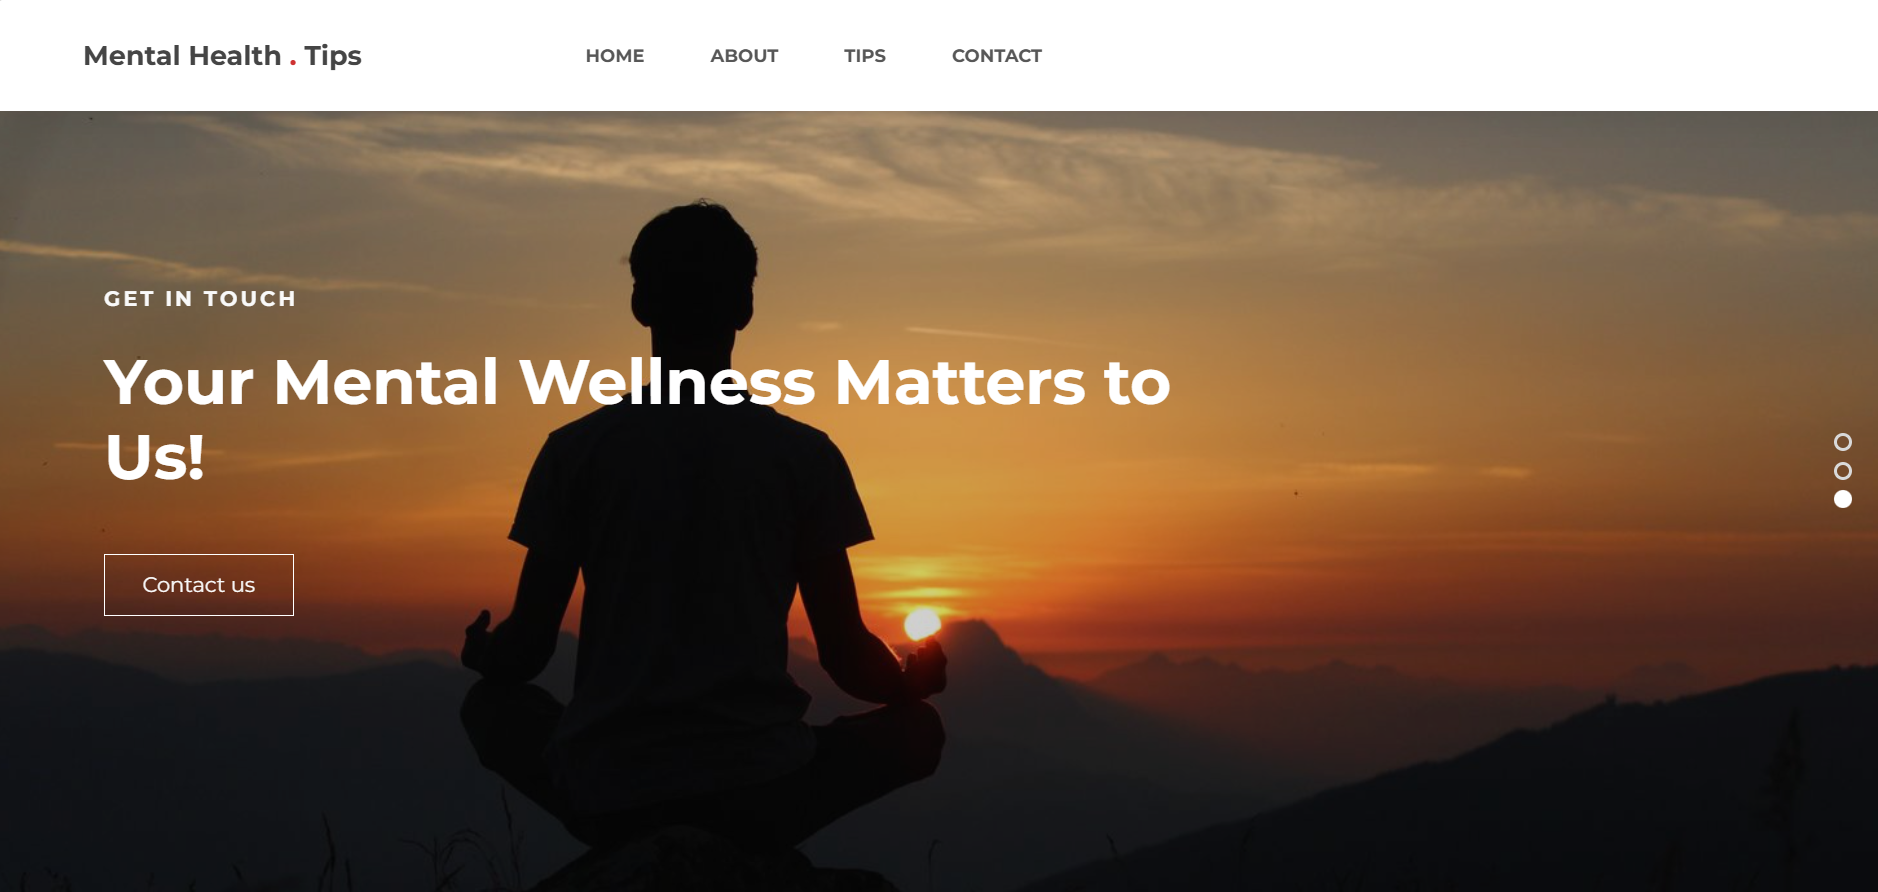 Mental Health . Tips
HOME ABOUT TIPS CONTACT
GET IN TOUCH
Your Mental Wellness Matters to
Us!
Contact us